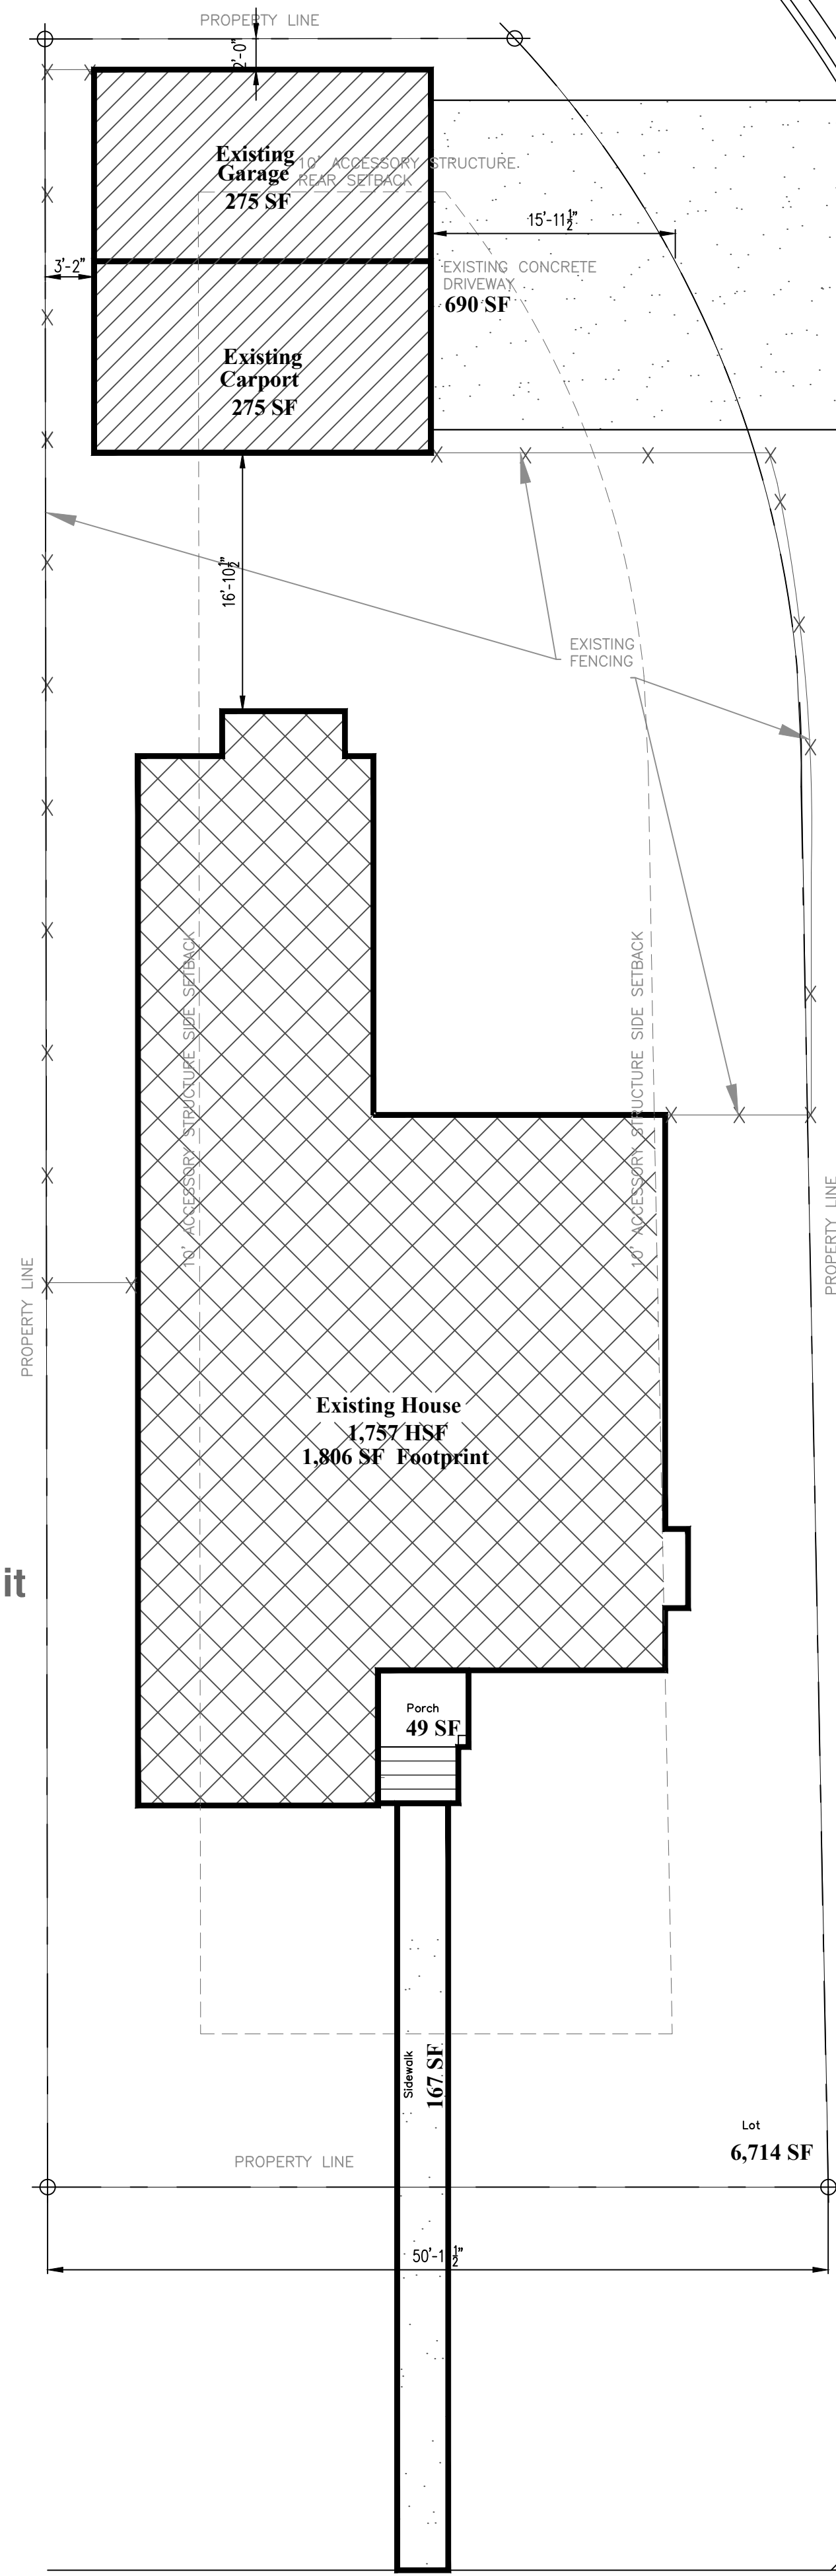 PROPERTY LINE
2'-0"
Existing
Garage
275 SF
10' ACCESSORY STRUCTURE
REAR SETBACK
15'-11½"
3'-2"
EXISTING CONCRETE
DRIVEWAY
690 SF
Existing
Carport
275 SF
16'-10½"
EXISTING
FENCING
10' ACCESSORY STRUCTURE SIDE SETBACK
10' ACCESSORY STRUCTURE SIDE SETBACK
PROPERTY LINE
PROPERTY LINE
Existing House
1,757 HSF
1,806 SF Footprint
it
Porch
49 SF
Sidewalk
167 SF
Lot
6,714 SF
PROPERTY LINE